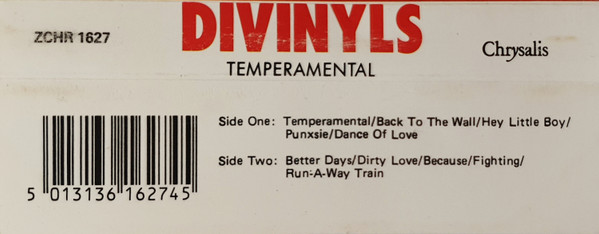 ZCHR 1627
DIVINYLS
Chrysalis
TEMPERAMENTAL
Side One: Temperamental/Back To The Wall/Hey Little Boy/
Punxsie/Dance Of Love
Side Two: Better Days/Dirty Love/Because/Fighting/
Run-A-Way Train
5 013136 162745